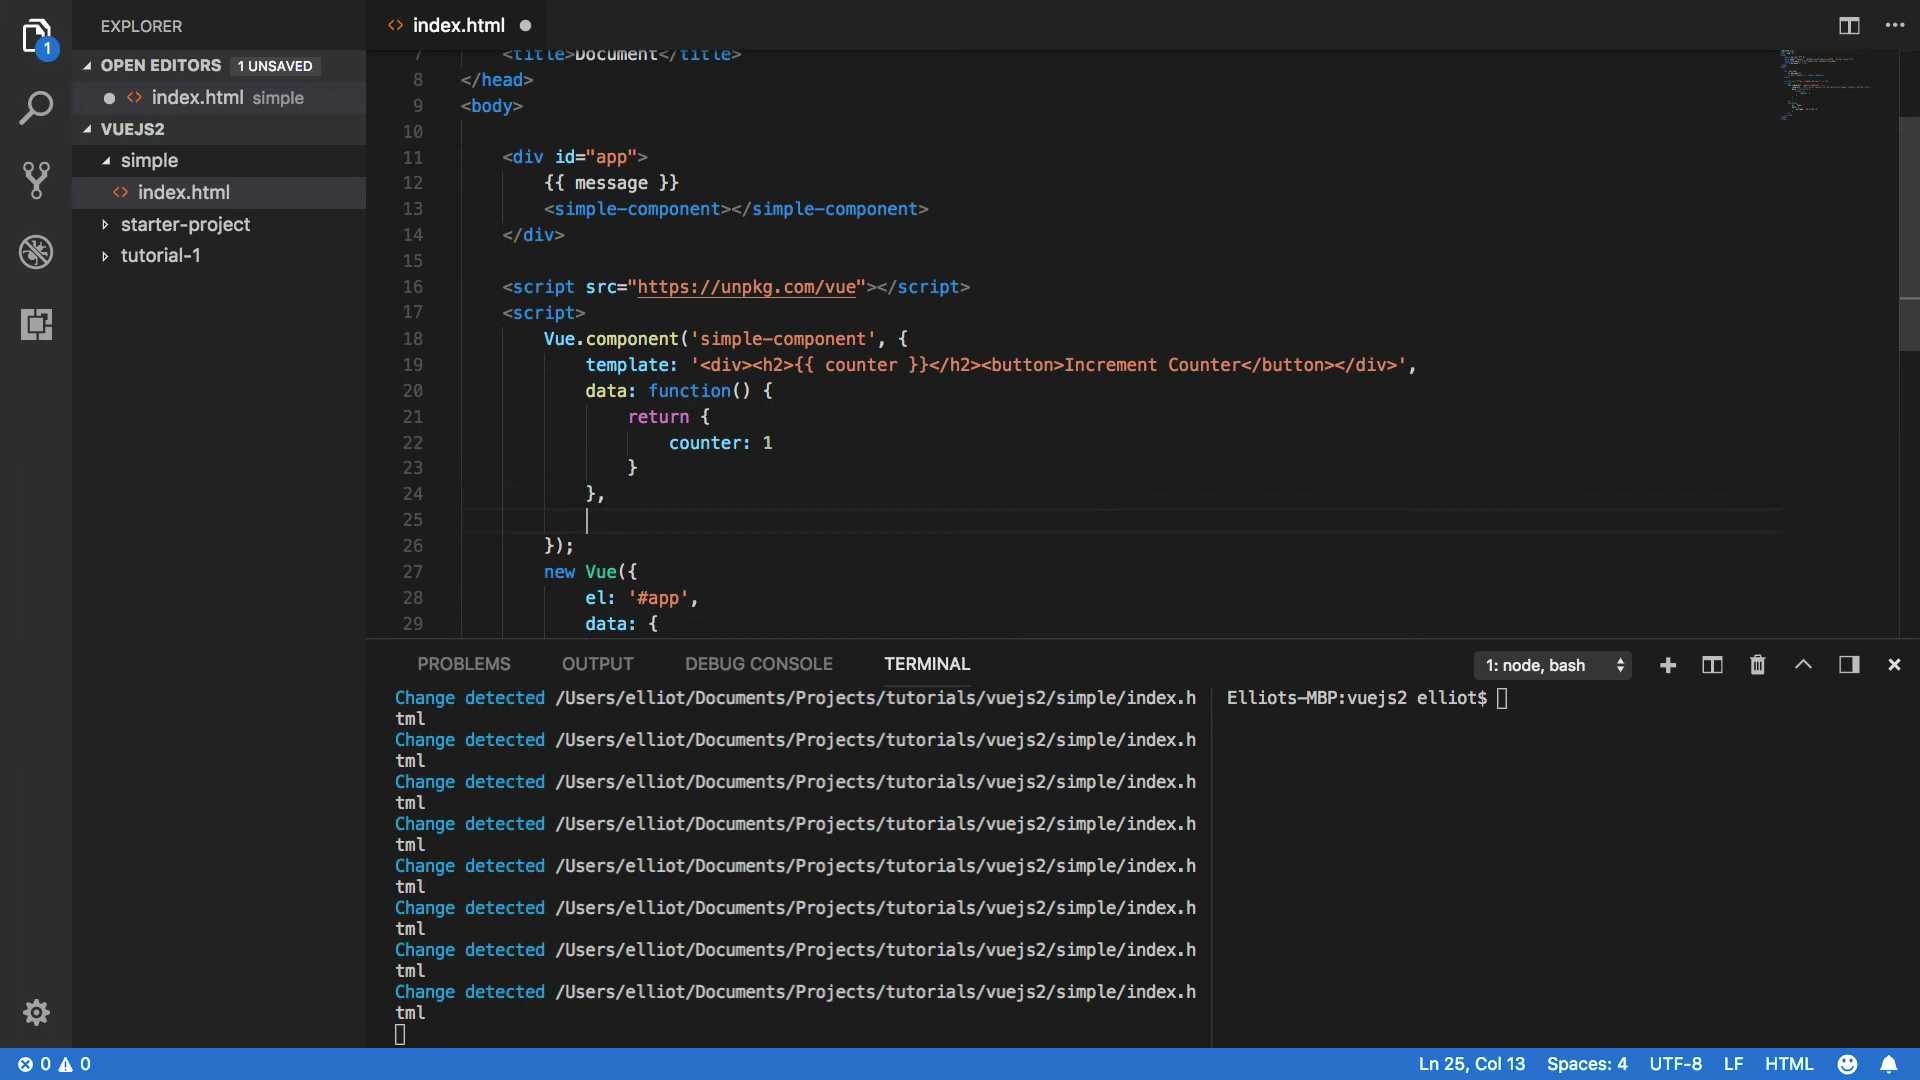 1
EXPLORER
OPEN EDITORS 1 UNSAVED
index.html simple
VUEJS2
simple
index.html
starter-project
tutorial-1
index.html
7 <title>Document</title>
8 </head>
9 <body>
10
11 <div id="app">
12 {{ message }}
13 <simple-component></simple-component>
14 </div>
15
16 <script src="https://unpkg.com/vue"></script>
17 <script>
18 Vue.component('simple-component', {
19 template: '<div><h2>{{ counter }}</h2><button>Increment Counter</button></div>',
20 data: function() {
21 return {
22 counter: 1
23 }
24 },
25
26 });
27 new Vue({
28 el: '#app',
29 data: {
PROBLEMS OUTPUT DEBUG CONSOLE TERMINAL 1: node, bash
Change detected /Users/elliot/Documents/Projects/tutorials/vuejs2/simple/index.h
tml
Change detected /Users/elliot/Documents/Projects/tutorials/vuejs2/simple/index.h
tml
Change detected /Users/elliot/Documents/Projects/tutorials/vuejs2/simple/index.h
tml
Change detected /Users/elliot/Documents/Projects/tutorials/vuejs2/simple/index.h
tml
Change detected /Users/elliot/Documents/Projects/tutorials/vuejs2/simple/index.h
tml
Change detected /Users/elliot/Documents/Projects/tutorials/vuejs2/simple/index.h
tml
Change detected /Users/elliot/Documents/Projects/tutorials/vuejs2/simple/index.h
tml
Change detected /Users/elliot/Documents/Projects/tutorials/vuejs2/simple/index.h
tml
Elliots-MBP:vuejs2 elliot$
0 0 Ln 25, Col 13 Spaces: 4 UTF-8 LF HTML